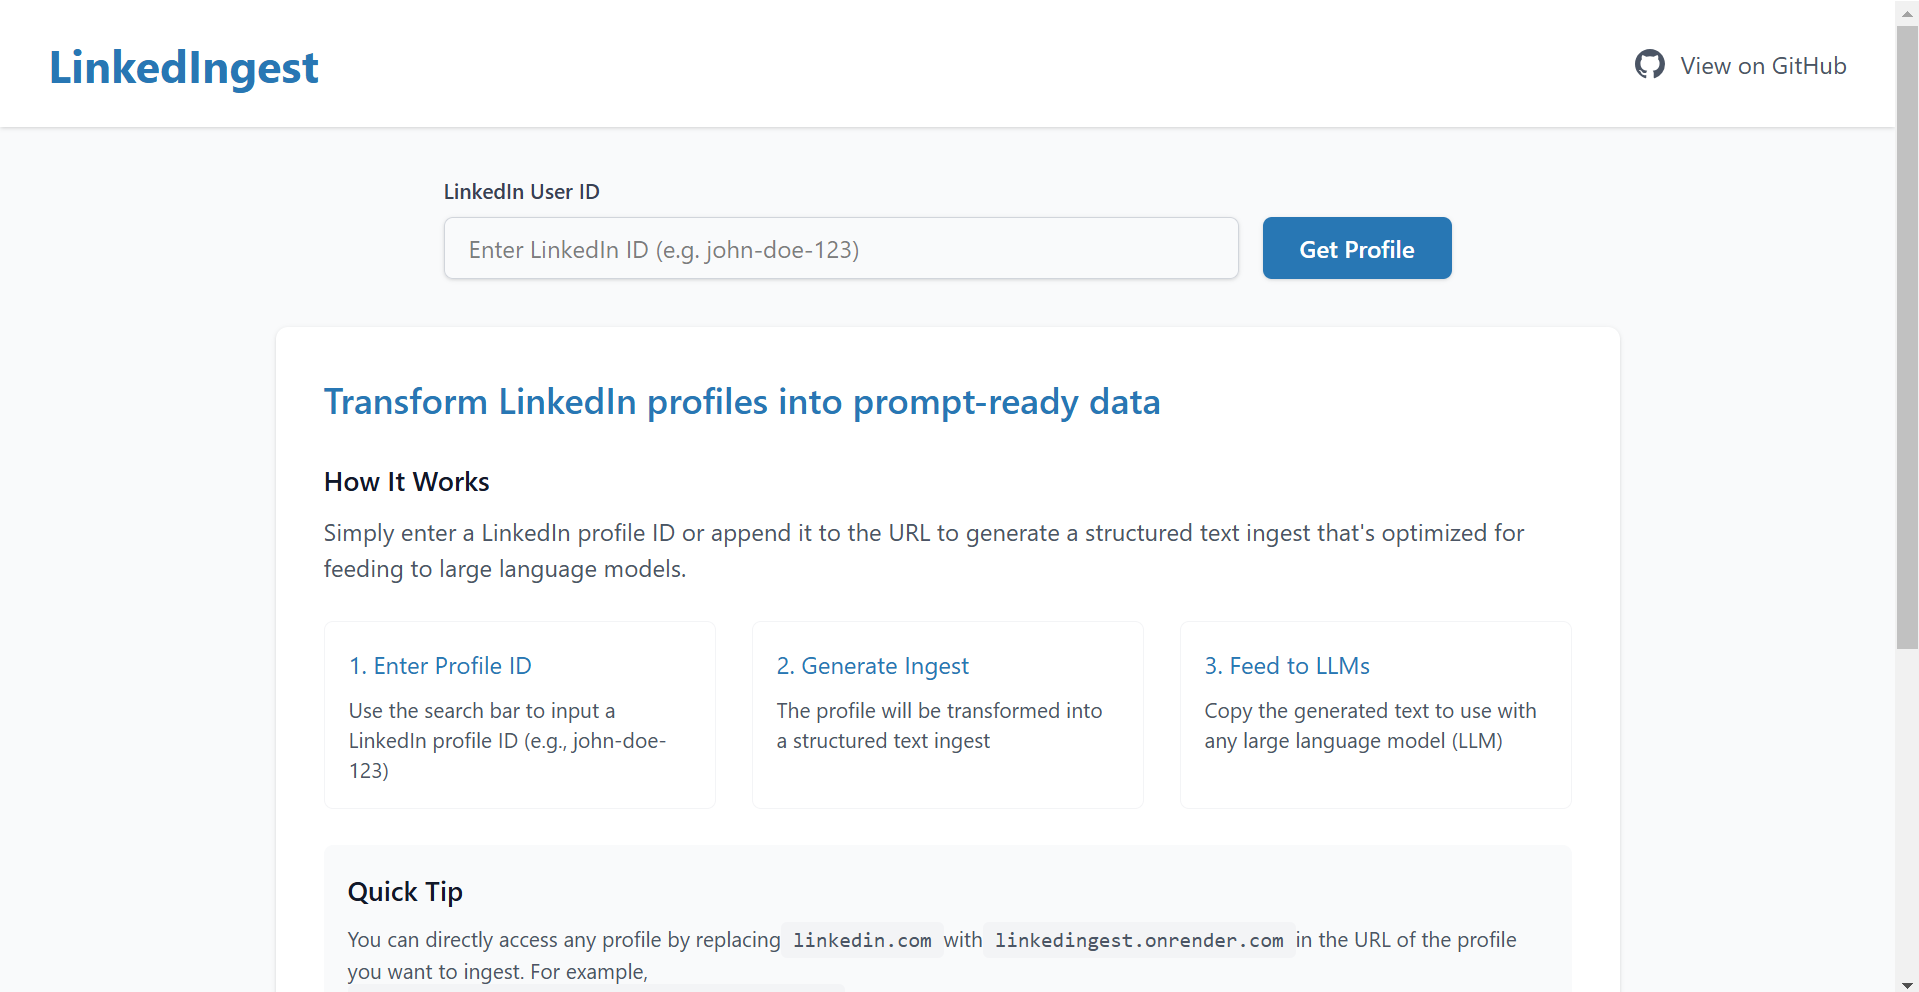 LinkedIngest
View on GitHub
LinkedIn User ID
Enter LinkedIn ID (e.g. john-doe-123)
Get Profile
Transform LinkedIn profiles into prompt-ready data
How It Works
Simply enter a LinkedIn profile ID or append it to the URL to generate a structured text ingest that's optimized for
feeding to large language models.
1. Enter Profile ID
Use the search bar to input a
LinkedIn profile ID (e.g., john-doe-
123)
2. Generate Ingest
The profile will be transformed into
a structured text ingest
3. Feed to LLMs
Copy the generated text to use with
any large language model (LLM)
Quick Tip
You can directly access any profile by replacing linkedin.com with linkedingest.onrender.com in the URL of the profile
you want to ingest. For example,